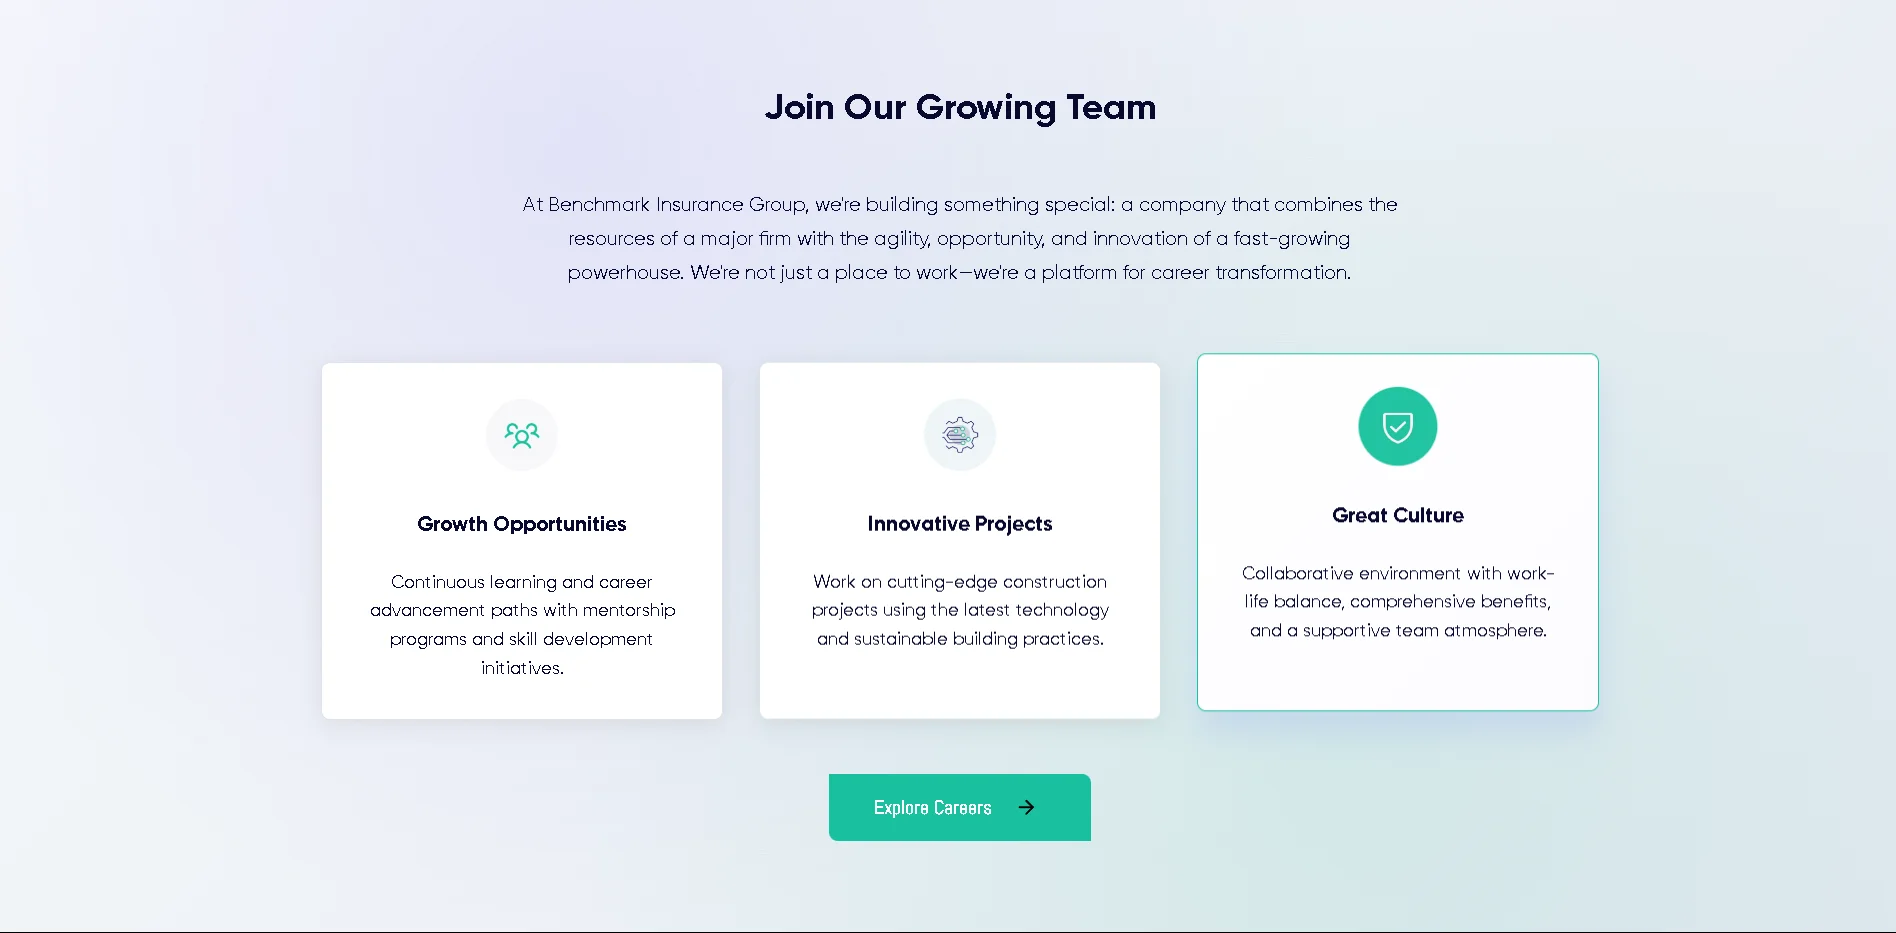 Join Our Growing Team
At Benchmark Insurance Group, we're building something special: a company that combines the
resources of a major firm with the agility, opportunity, and innovation of a fast-growing
powerhouse. We're not just a place to work—we're a platform for career transformation.
Growth Opportunities
Continuous learning and career
advancement paths with mentorship
programs and skill development
initiatives.
Innovative Projects
Work on cutting-edge construction
projects using the latest technology
and sustainable building practices.
Great Culture
Collaborative environment with work-
life balance, comprehensive benefits,
and a supportive team atmosphere.
Explore Careers